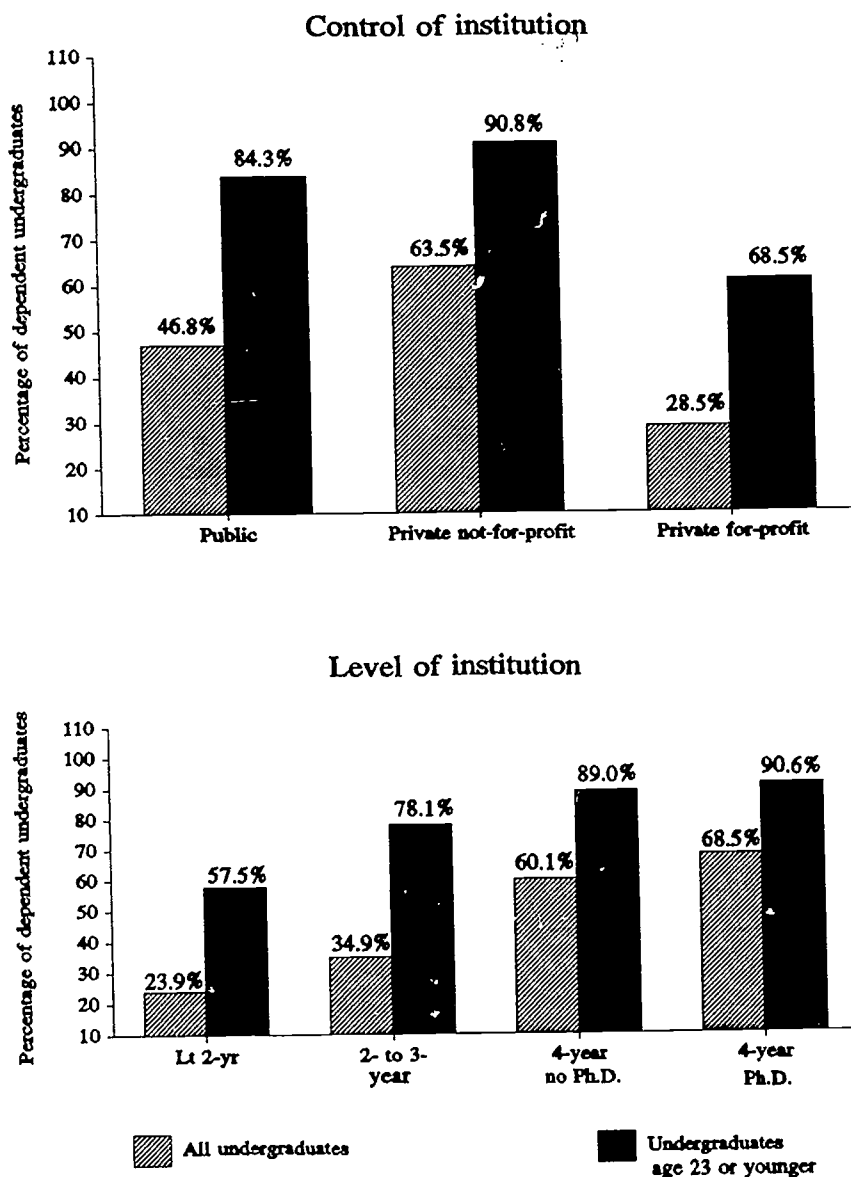 Control of institution
Percentage of dependent undergraduates
110
100
90
80
70
60
50
40
30
20
10
46.8%
84.3%
63.5%
90.8%
28.5%
68.5%
Public
Private not-for-profit
Private for-profit
Level of institution
Percentage of dependent undergraduates
110
100
90
80
70
60
50
40
30
20
10
23.9%
57.5%
34.9%
78.1%
60.1%
89.0%
68.5%
90.6%
Lt 2-yr
2- to 3-
year
4-year
no Ph.D.
4-year
Ph.D.
All undergraduates
Undergraduates
age 23 or younger